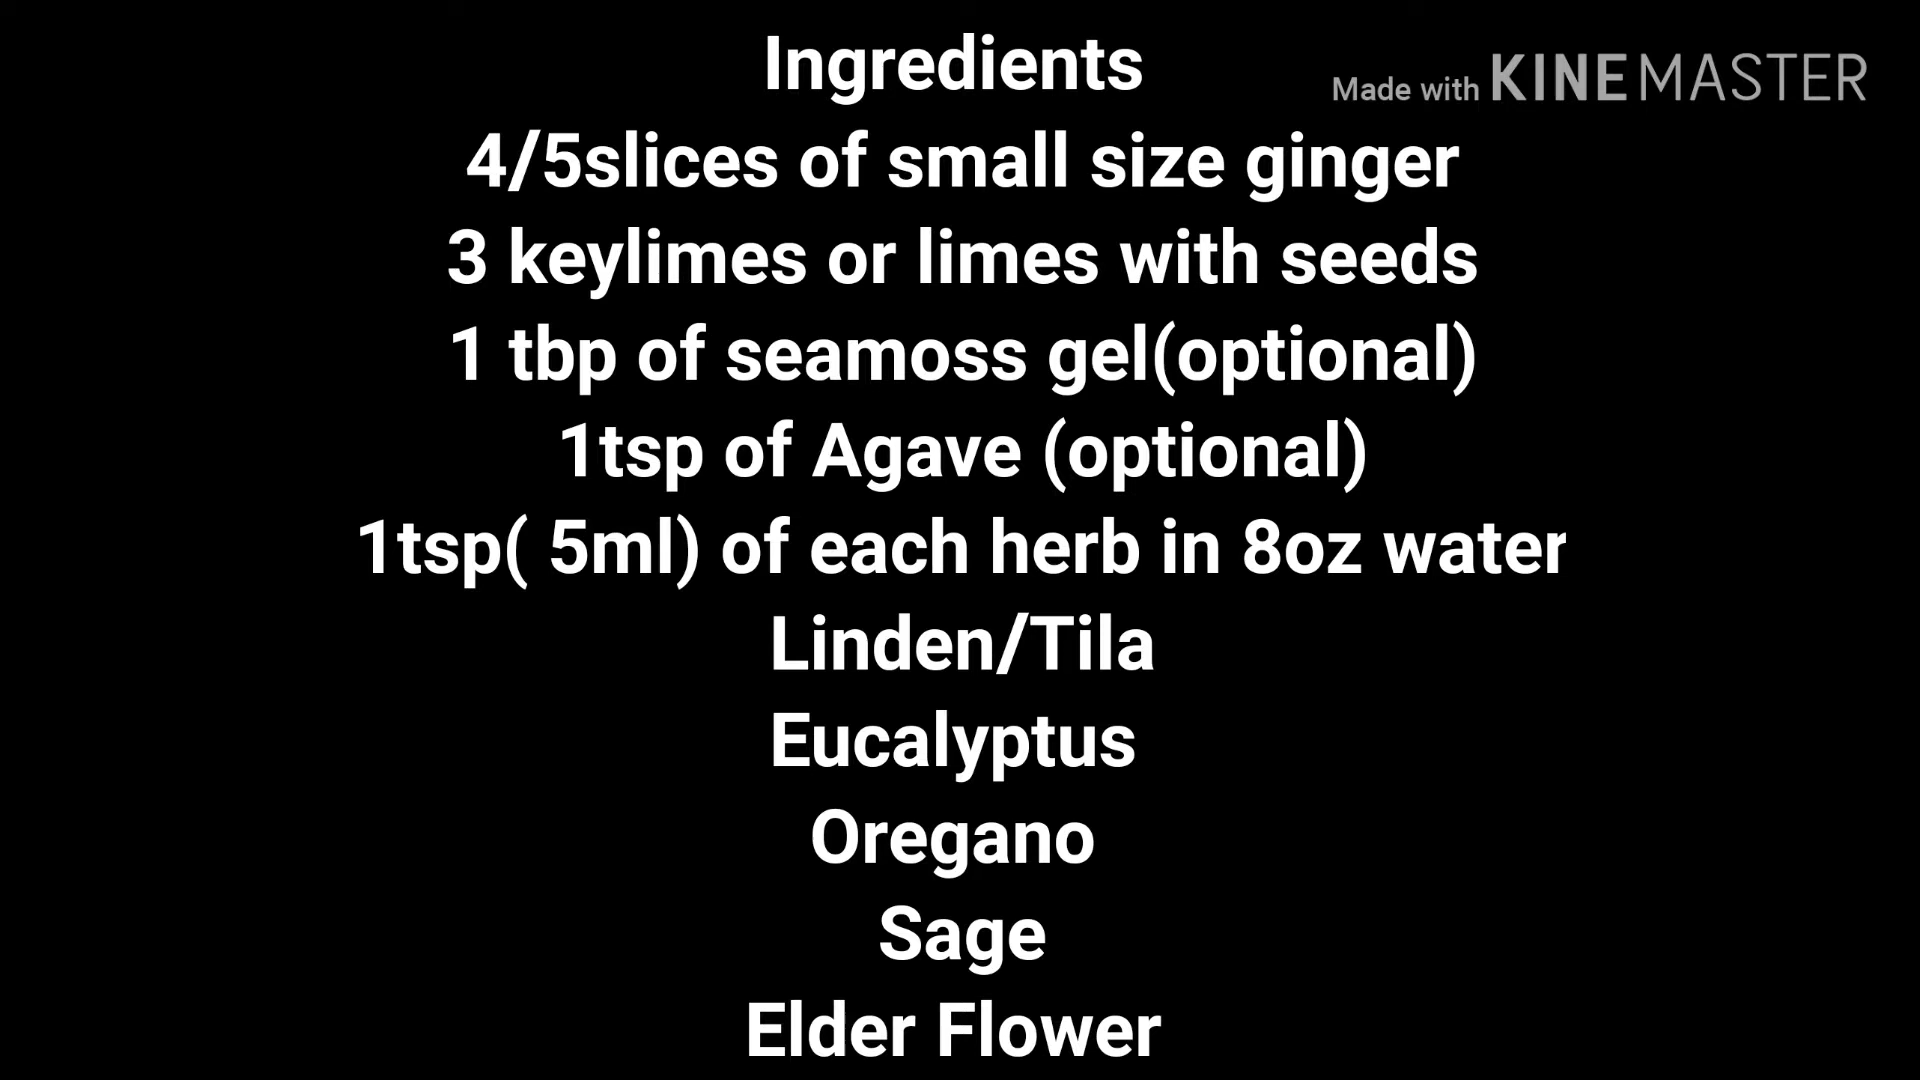 Ingredients
Made with KINEMASTER
4/5slices of small size ginger
3 keylimes or limes with seeds
1 tbp of seamoss gel(optional)
1tsp of Agave (optional)
1tsp( 5ml) of each herb in 8oz water
Linden/Tila
Eucalyptus
Oregano
Sage
Elder Flower